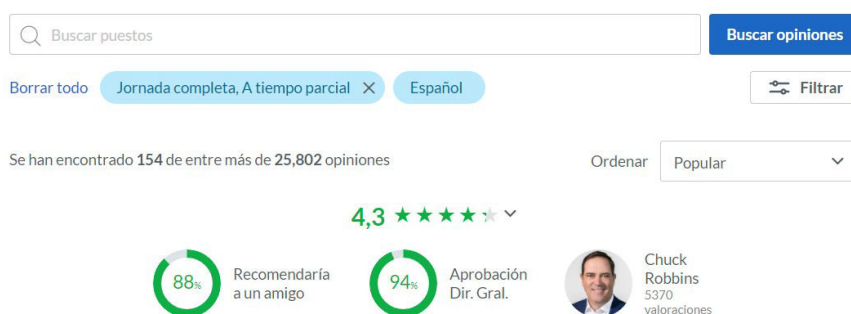 Buscar puestos
Buscar opiniones
Borrar todo
Jornada completa, A tiempo parcial
Español
Filtrar
Se han encontrado 154 de entre más de 25,802 opiniones
Ordenar
Popular
4,3
88%
Recomendaría
a un amigo
94%
Aprobación
Dir. Gral.
Chuck
Robbins
5370
valoraciones